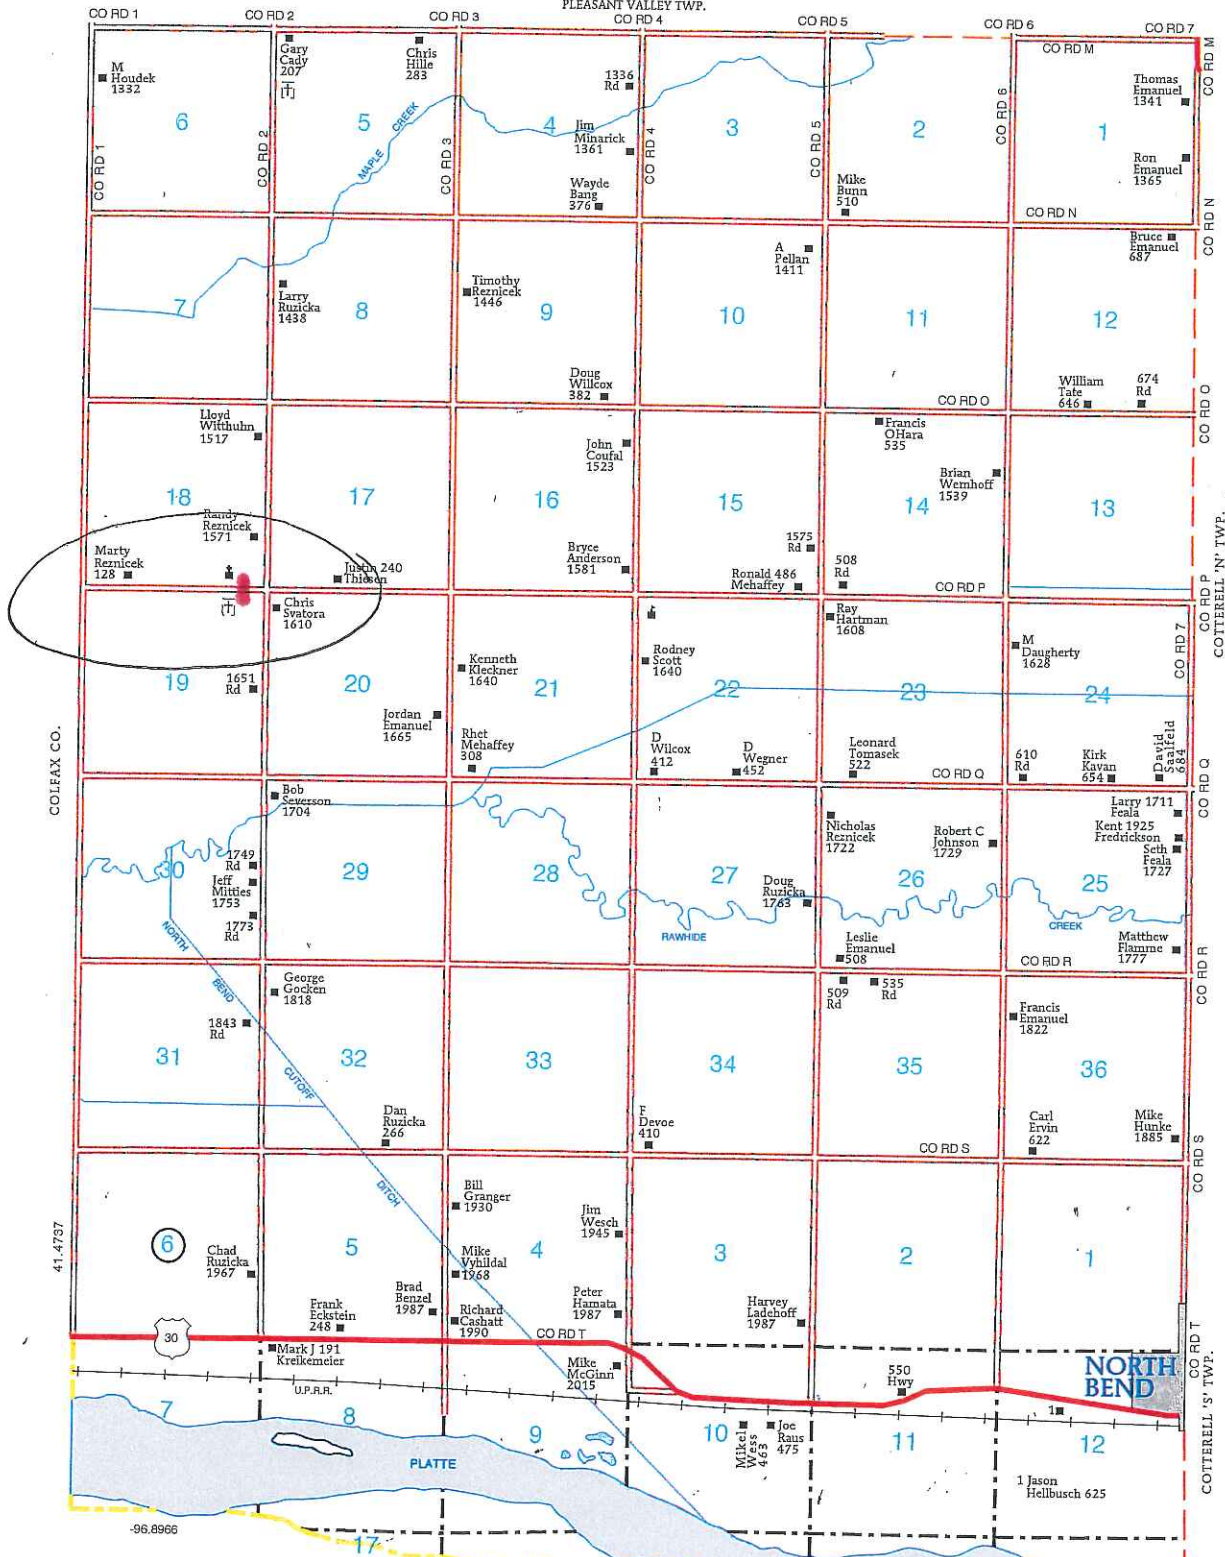 PLEASANT VALLEY TWP.
CO RD 1
CO RD 2
CO RD 3
CO RD 4
CO RD 5
CO RD 6
CO RD 7
CO RD M
CO RD M
M
Houdek
1332
6
CO RD 1
CO RD 2
Gary
Cady
207
[†]
Chris
Hille
283
5
MAPLE
CREEK
CO RD 3
1336
Rd
4
Jim
Minarick
1361
Wayde
Bang
376
CO RD 4
3
CO RD 5
2
Mike
Bunn
510
CO RD 6
Thomas
Emanuel
1341
1
Ron
Emanuel
1365
CO RD N
CO RD N
7
Larry
Ruzicka
1438
8
Timothy
Reznicek
1446
9
Doug
Willcox
382
A
Pellan
1411
10
11
Bruce
Emanuel
687
12
William
Tate
646
674
Rd
CO RD O
CO RD O
Lloyd
Witthuhn
1517
18
Randy
Reznicek
1571
Marty
Reznicek
128
17
Justin 240
Thiesen
John
Coufal
1523
16
Bryce
Anderson
1581
15
1575
Rd
Ronald 486
Mehaffey
Francis
OHara
535
Brian
Wemhoff
1539
14
508
Rd
13
CO RD P
CO RD P
COTTERELL 'N' TWP.
[†]
Chris
Svatora
1610
19
1651
Rd
20
Jordan
Emanuel
1665
Kenneth
Kleckner
1640
21
Rhet
Mehaffey
308
Rodney
Scott
1640
22
D
Wilcox
412
D
Wegner
452
Ray
Hartman
1608
23
Leonard
Tomasek
522
M
Daugherty
1628
24
CO RD 7
610
Rd
Kirk
Kavan
654
David
Saalfeld
684
CO RD Q
CO RD Q
COLFAX CO.
Bob
Severson
1704
30
1749
Rd
Jeff
Mitties
1753
1773
Rd
29
28
27
Doug
Ruzicka
1763
RAWHIDE
Nicholas
Reznicek
1722
Robert C
Johnson
1729
26
Leslie
Emanuel
508
Larry 1711
Feala
Kent 1925
Fredrickson
Seth
Feala
1727
25
CREEK
Matthew
Flamme
1777
CO RD R
CO RD R
NORTH
BEND
CUTOFF
DITCH
George
Gocken
1818
1843
Rd
31
32
Dan
Ruzicka
266
33
34
F
Devoe
410
509
Rd
535
Rd
35
Francis
Emanuel
1822
36
Carl
Ervin
622
Mike
Hunke
1885
CO RD S
CO RD S
41.4737
6
Chad
Ruzicka
1967
5
Frank
Eckstein
248
Brad
Benzel
1987
Bill
Granger
1930
Mike
Vyhildal
1968
Richard
Cashatt
1990
4
Jim
Wesch
1945
Peter
Hamata
1987
3
Harvey
Ladehoff
1987
2
1
30
CO RD T
CO RD T
Mark J 191
Kreikemeier
Mike
McGinn
2015
550
Hwy
NORTH
BEND
COTTERELL 'S' TWP.
U.P.R.R.
7
8
9
10
Mikel
Wess
463
Joe
Raus
475
11
1
12
1 Jason
Hellbusch 625
PLATTE
-96.8966
17